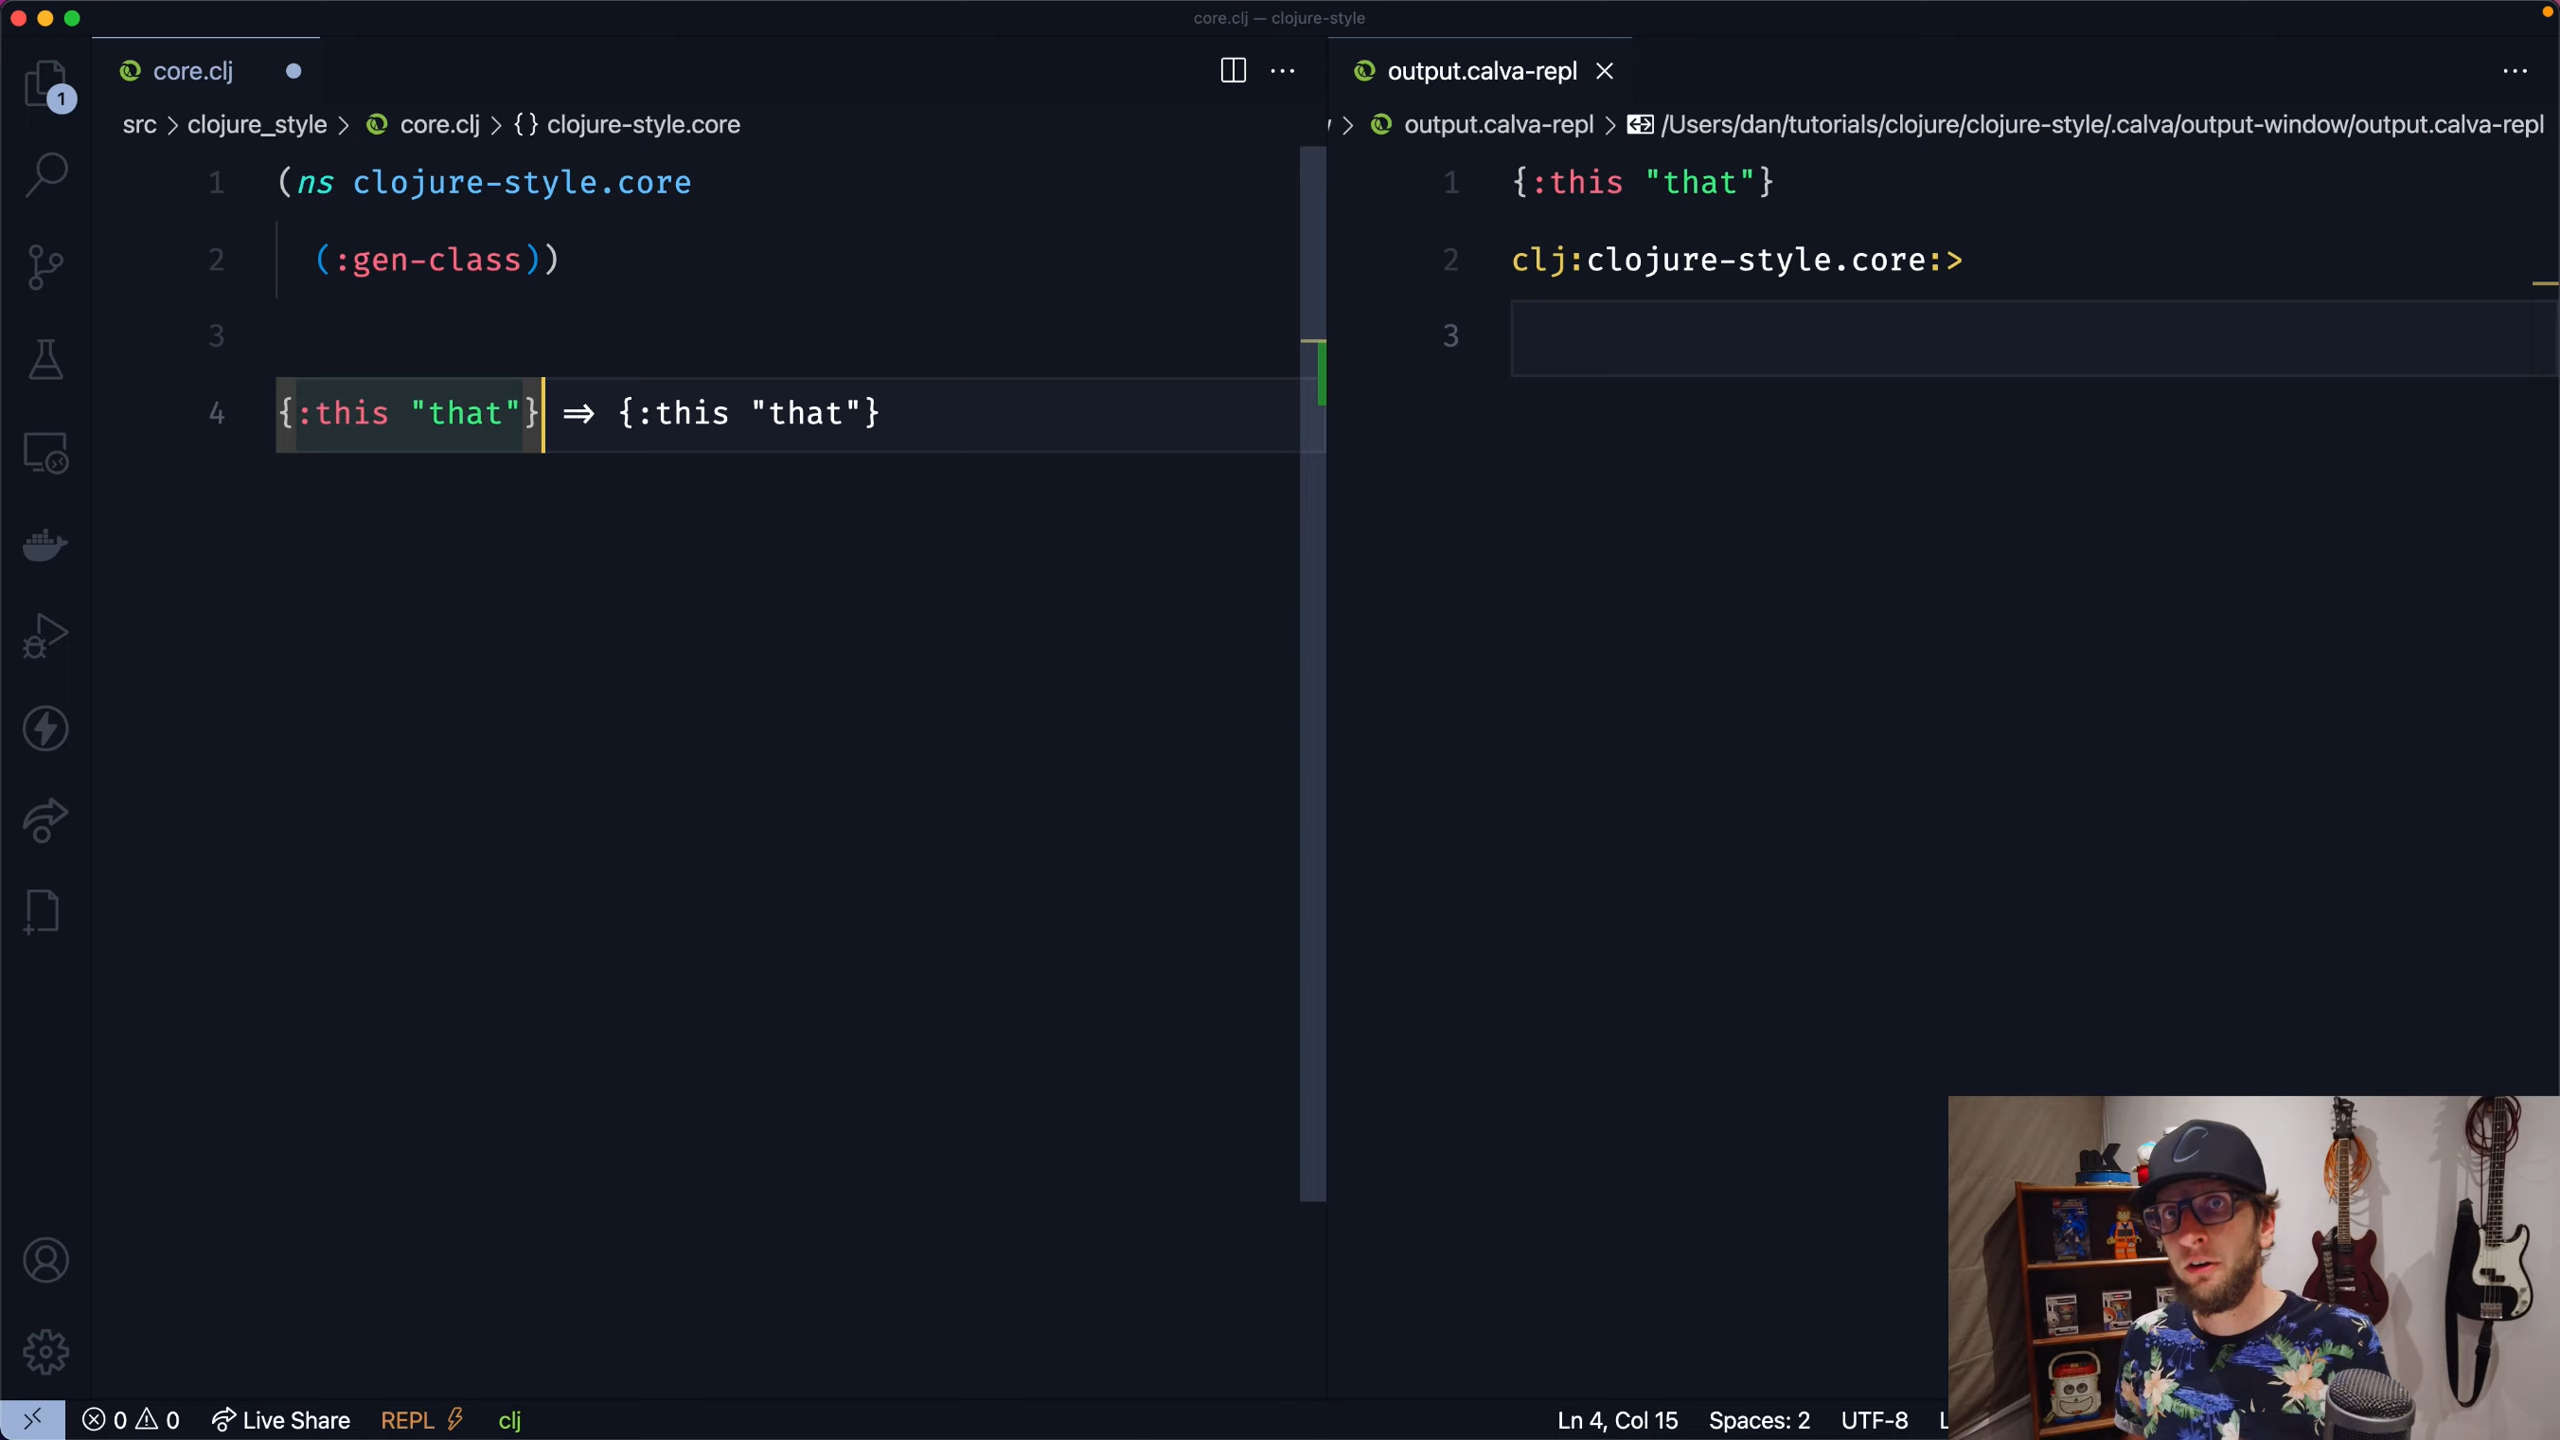 core.clj — clojure-style
core.clj
output.calva-repl
1
src > clojure_style > core.clj > {} clojure-style.core
output.calva-repl > /Users/dan/tutorials/clojure/clojure-style/.calva/output-window/output.calva-repl
1 (ns clojure-style.core
2 (:gen-class))
3
4 {:this "that"} => {:this "that"}
1 {:this "that"}
2 clj:clojure-style.core:>
3
0 0 Live Share REPL clj
Ln 4, Col 15 Spaces: 2 UTF-8
C